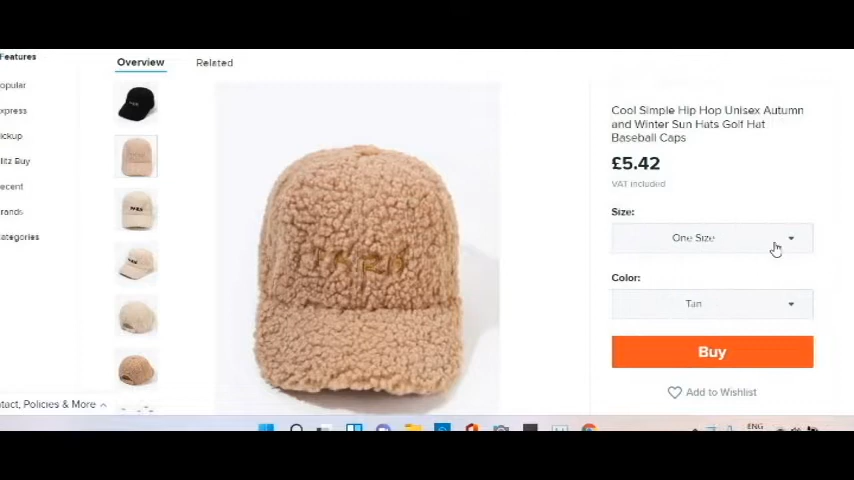 Features
opular
xpress
ickup
litz Buy
ecent
rands
ategories
ntact, Policies & More
Overview
Related
Cool Simple Hip Hop Unisex Autumn
and Winter Sun Hats Golf Hat
Baseball Caps
£5.42
VAT included
Size:
One Size
Color:
Tan
Buy
Add to Wishlist
ENG